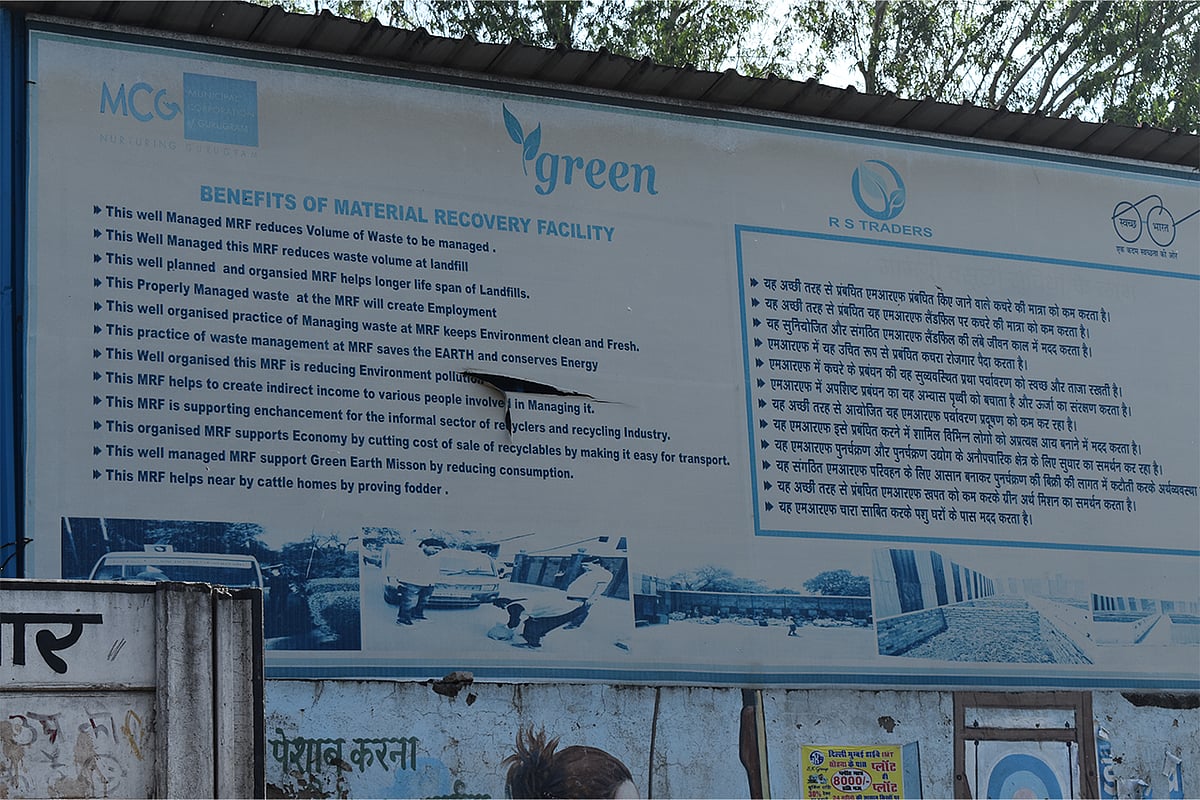 MCG
MUNICIPAL
CORPORATION
of GURUGRAM
NURTURING GURUGRAM
green
R S TRADERS
स्वच्छ भारत
एक कदम स्वच्छता की ओर
BENEFITS OF MATERIAL RECOVERY FACILITY
This well Managed MRF reduces Volume of Waste to be managed .
This Well Managed this MRF reduces waste volume at landfill
This well planned and organsied MRF helps longer life span of Landfills.
This Properly Managed waste at the MRF will create Employment
This well organised practice of Managing waste at MRF keeps Environment clean and Fresh.
This practice of waste management at MRF saves the EARTH and conserves Energy
This Well organised this MRF is reducing Environment pollution
This MRF helps to create indirect income to various people involve in Managing it.
This MRF is supporting enchancement for the informal sector of recyclers and recycling Industry.
This organised MRF supports Economy by cutting cost of sale of recyclables by making it easy for transport.
This well managed MRF support Green Earth Misson by reducing consumption.
This MRF helps near by cattle homes by proving fodder .
यह अच्छी तरह से प्रंबधित एमआरएफ प्रबंधित किए जाने वाले कचरे की मात्रा को कम करता है।
यह अच्छी तरह से प्रबंधित यह एमआरएफ लैंडफिल पर कचरे की मात्रा को कम करता है।
यह सुनियोजित और संगठित एमआरएफ लैंडफिल की लंबे जीवन काल में मदद करता है।
एमआरएफ में यह उचित रूप से प्रबंधित कचरा रोजगार पैदा करता है।
एमआरएफ में कचरे के प्रबंधन की यह सुव्यवस्थित प्रथा पर्यावरण को स्वच्छ और ताजा रखती है।
एमआरएफ में अपशिष्ट प्रबंधन का यह अभ्यास पृथ्वी को बचाता है और ऊर्जा का संरक्षण करता है।
यह अच्छी तरह से आयोजित यह एमआरएफ पर्यावरण प्रदूषण को कम कर रहा है।
यह एमआरएफ इसे प्रबंधित करने में शामिल विभिन्न लोगों को अप्रत्यक्ष आय बनाने में मदद करता है।
यह एमआरएफ पुनर्चक्रण और पुनर्चक्रण उद्योग के अनौपचारिक क्षेत्र के लिए सुधार का समर्थन कर रहा है।
यह संगठित एमआरएफ परिवहन के लिए आसान बनाकर पुनर्चक्रण की बिक्री की लागत में कटौती करके अर्थव्यवस्था
यह अच्छी तरह से प्रबंधित एमआरएफ खपत को कम करके ग्रीन अर्थ मिशन का समर्थन करता है।
यह एमआरएफ चारा साबित करके पशु घरों के पास मदद करता है।
पेशाब करना
दिल्ली मुम्बई हाईवे IMT
सोहना के पास प्लॉट
8000/-
ही
प्लॉट